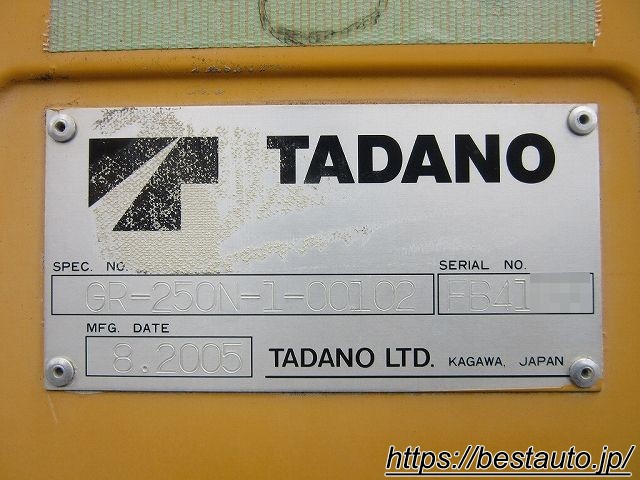 TADANO
SPEC. NO.
GR-250N-1-00102
SERIAL NO.
FB41
MFG. DATE
8.2005
TADANO LTD. KAGAWA, JAPAN
https://bestauto.jp/